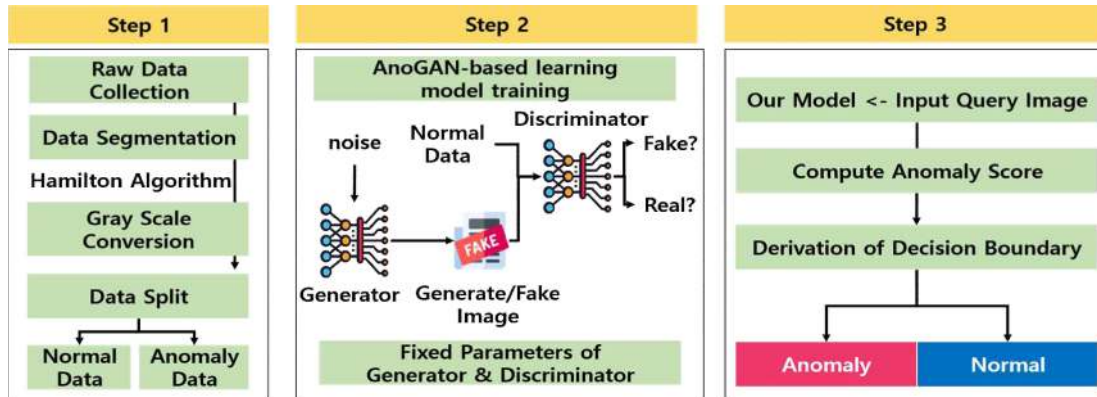 Step 1
Raw Data
Collection
Data Segmentation
Hamilton Algorithm
Gray Scale
Conversion
Data Split
Normal
Data
Anomaly
Data
Step 2
AnoGAN-based learning
model training
noise
Normal
Data
Discriminator
Fake?
Real?
FAKE
Generator
Generate/Fake
Image
Fixed Parameters of
Generator & Discriminator
Step 3
Our Model <- Input Query Image
Compute Anomaly Score
Derivation of Decision Boundary
Anomaly
Normal